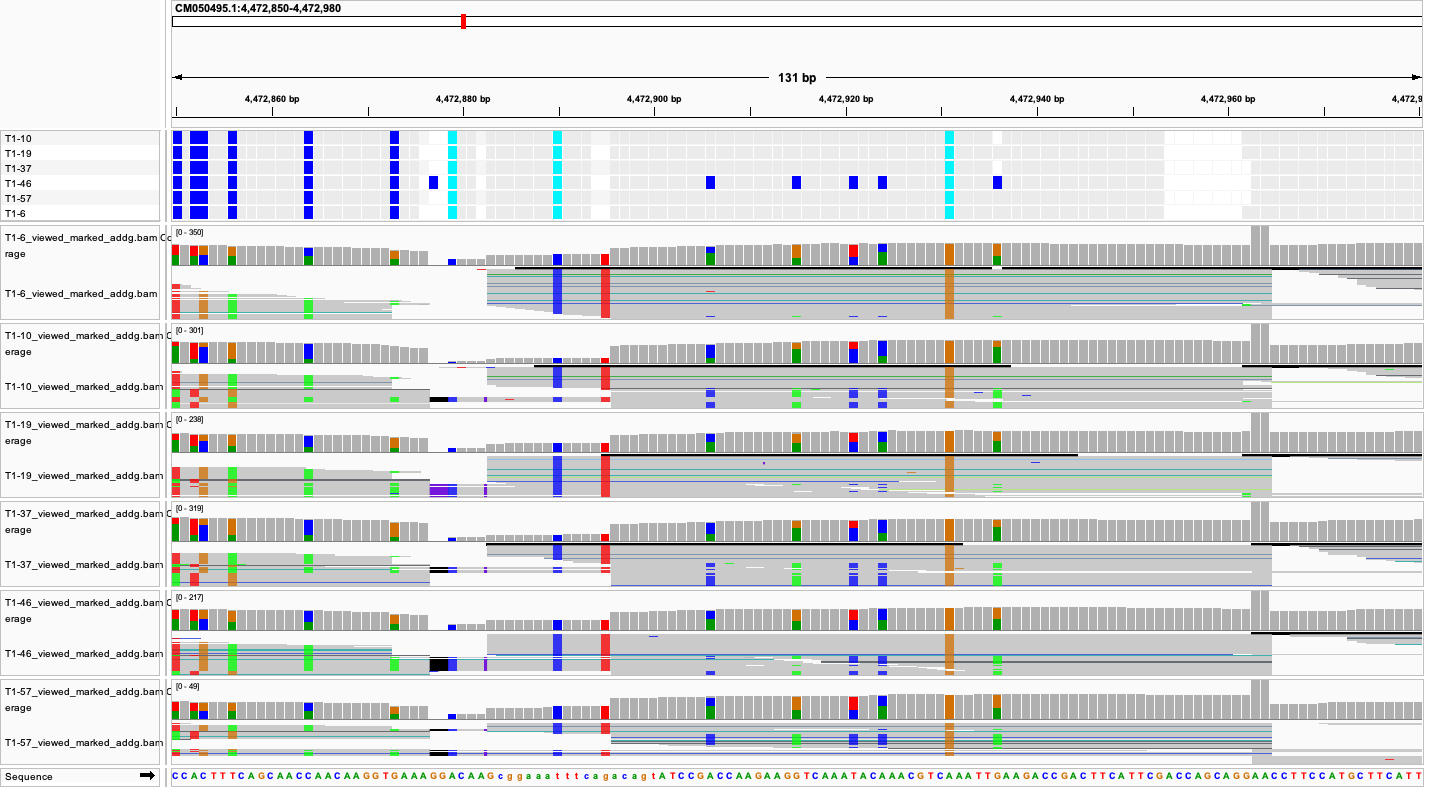 CM050495.1:4,472,850-4,472,980
131 bp
4,472,860 bp 4,472,880 bp 4,472,900 bp 4,472,920 bp 4,472,940 bp 4,472,960 bp 4,472,9
T1-10
T1-19
T1-37
T1-46
T1-57
T1-6
T1-6_viewed_marked_addg.bam Co [0 - 350]
rage
T1-6_viewed_marked_addg.bam
T1-10_viewed_marked_addg.bam C [0 - 301]
erage
T1-10_viewed_marked_addg.bam
T1-19_viewed_marked_addg.bam C [0 - 238]
erage
T1-19_viewed_marked_addg.bam
T1-37_viewed_marked_addg.bam C [0 - 319]
erage
T1-37_viewed_marked_addg.bam
T1-46_viewed_marked_addg.bam C [0 - 217]
erage
T1-46_viewed_marked_addg.bam
T1-57_viewed_marked_addg.bam C [0 - 49]
erage
T1-57_viewed_marked_addg.bam
Sequence C C A C T T T C A G C A A C C A A C A A G G T G A A A G G A C A A G c g g a a a t t t c a g a c a g t A T C C G A C C A A G A A G G T C A A A T A C A A A C G T C A A A T T G A A G A C C G A C T T C A T T C G A C C A G C A G G A A C C T T C C A T G C T T C A T T